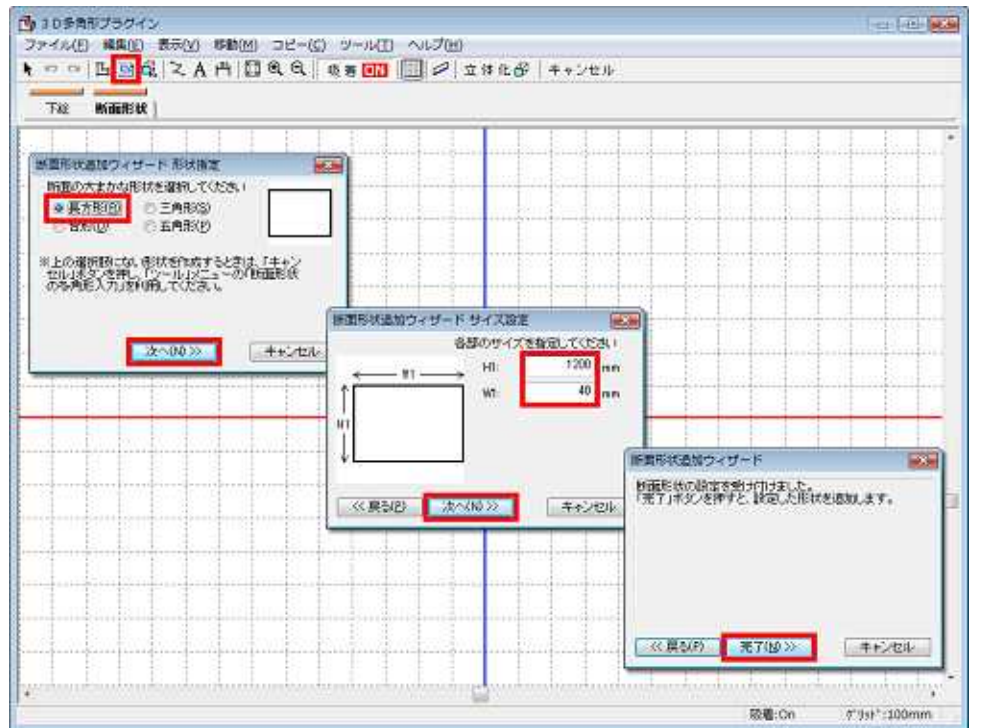 3D多角形プラグイン
ファイル(F) 編集(E) 表示(V) 移動(M) コピー(C) ツール(T) ヘルプ(H)
A 吸着 ON 立体化 キャンセル
下絵 断面形状
断面形状追加ウィザード 形状指定
断面の大まかな形状を選択してください
長方形(R) 三角形(S)
台形(D) 五角形(P)
※上の選択肢にない形状を作成するときは、「キャン
セル」ボタンを押し、「ツール」メニューの「断面形状
の多角形入力」を利用してください。
次へ(N) >> キャンセル
断面形状追加ウィザード サイズ設定
各部のサイズを指定してください
W1
H1
H1: 1200 mm
W1: 40 mm
<< 戻る(P) 次へ(N) >> キャンセル
断面形状追加ウィザード
断面形状の設定を受け付けました。
「完了」ボタンを押すと、設定した形状を追加します。
<< 戻る(P) 完了(N) >> キャンセル
吸着:On グリッド:100mm